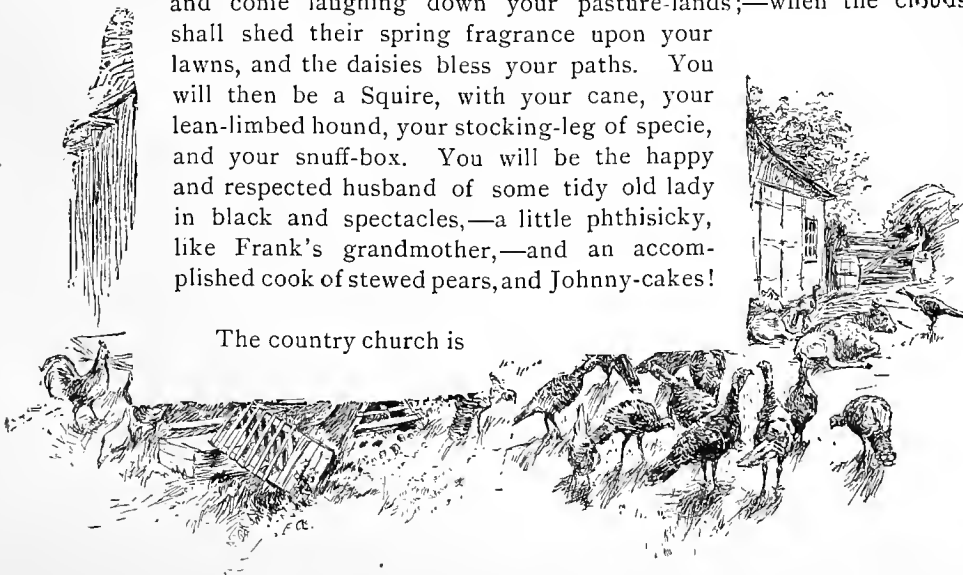 and come laughing down your pasture-lands;—when the clouds
shall shed their spring fragrance upon your
lawns, and the daisies bless your paths. You
will then be a Squire, with your cane, your
lean-limbed hound, your stocking-leg of specie,
and your snuff-box. You will be the happy
and respected husband of some tidy old lady
in black and spectacles,—a little phthisicky,
like Frank's grandmother,—and an accom-
plished cook of stewed pears, and Johnny-cakes!
The country church is